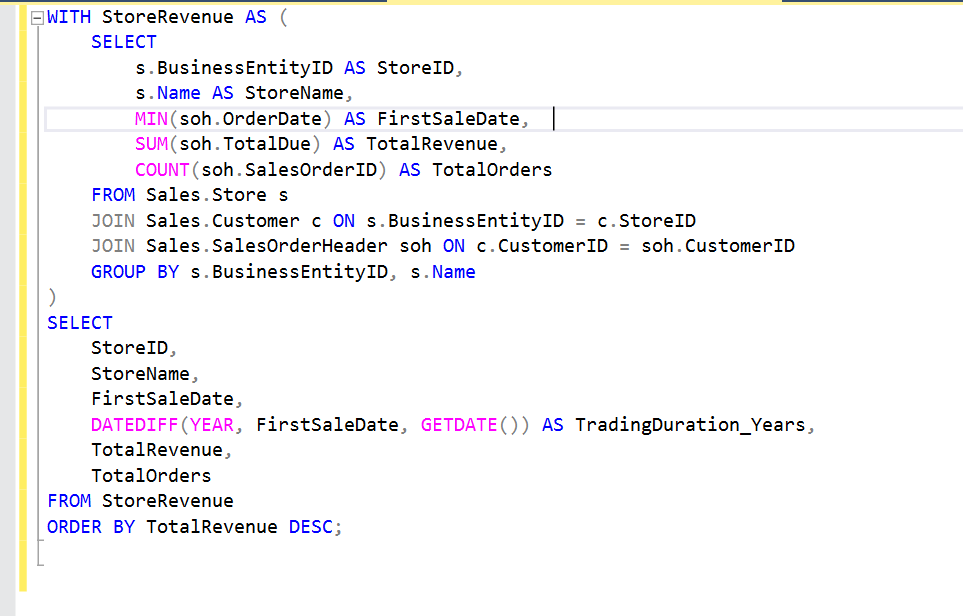 WITH StoreRevenue AS (
    SELECT
        s.BusinessEntityID AS StoreID,
        s.Name AS StoreName,
        MIN(soh.OrderDate) AS FirstSaleDate,
        SUM(soh.TotalDue) AS TotalRevenue,
        COUNT(soh.SalesOrderID) AS TotalOrders
    FROM Sales.Store s
    JOIN Sales.Customer c ON s.BusinessEntityID = c.StoreID
    JOIN Sales.SalesOrderHeader soh ON c.CustomerID = soh.CustomerID
    GROUP BY s.BusinessEntityID, s.Name
)
SELECT
    StoreID,
    StoreName,
    FirstSaleDate,
    DATEDIFF(YEAR, FirstSaleDate, GETDATE()) AS TradingDuration_Years,
    TotalRevenue,
    TotalOrders
FROM StoreRevenue
ORDER BY TotalRevenue DESC;